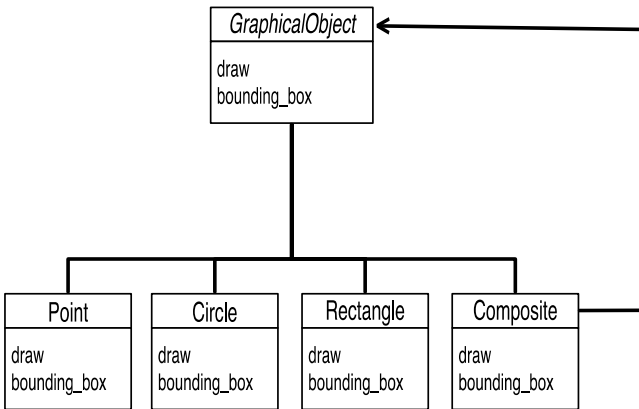 GraphicalObject
draw
bounding_box
Point
draw
bounding_box
Circle
draw
bounding_box
Rectangle
draw
bounding_box
Composite
draw
bounding_box